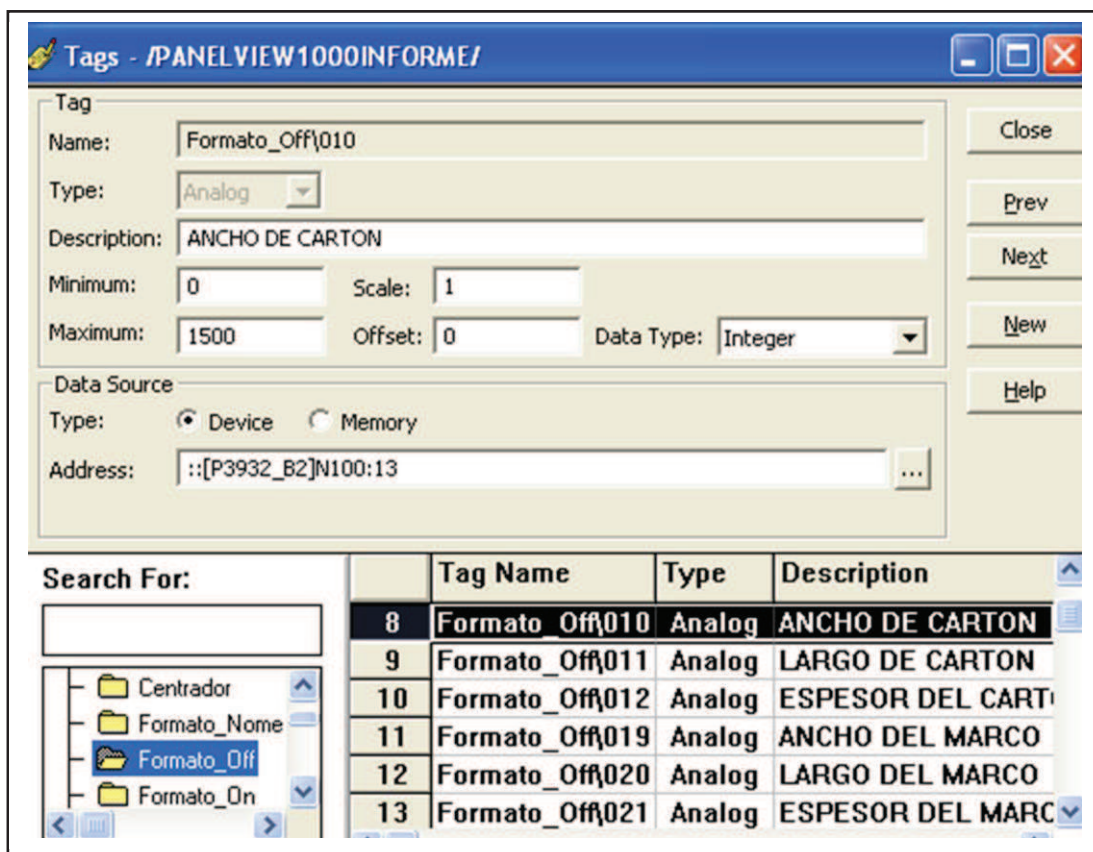 Tags - /PANELVIEW1000INFORME/
Tag
Name: Formato_Off\010
Type: Analog
Description: ANCHO DE CARTON
Minimum: 0 Scale: 1
Maximum: 1500 Offset: 0 Data Type: Integer
Close
Prev
Next
New
Help
Data Source
Type: Device Memory
Address: ::[P3932_B2]N100:13 ...
Search For:
Centrador
Formato_Nome
Formato_Off
Formato_On
Tag Name Type Description
8 Formato_Off\010 Analog ANCHO DE CARTON
9 Formato_Off\011 Analog LARGO DE CARTON
10 Formato_Off\012 Analog ESPESOR DEL CART
11 Formato_Off\019 Analog ANCHO DEL MARCO
12 Formato_Off\020 Analog LARGO DEL MARCO
13 Formato_Off\021 Analog ESPESOR DEL MARC